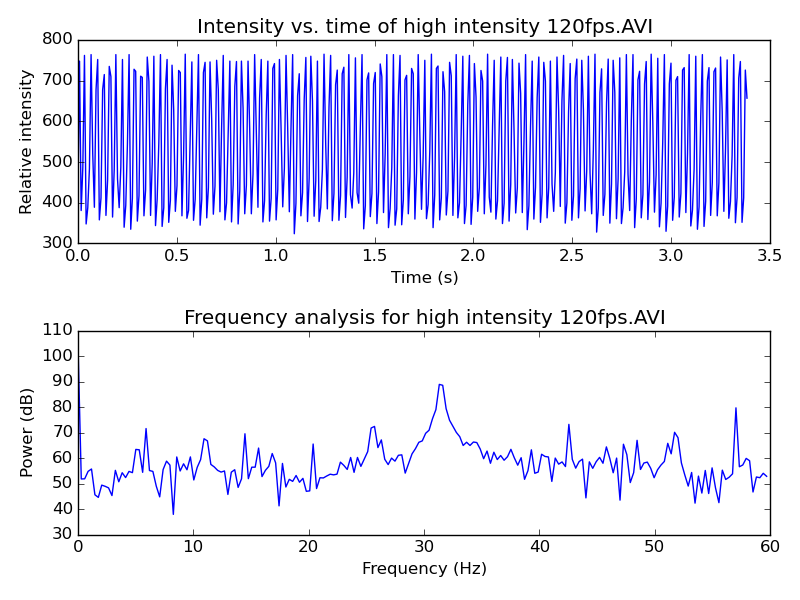 Intensity vs. time of high intensity 120fps.AVI
800
700
600
500
400
300
Relative intensity
0.0 0.5 1.0 1.5 2.0 2.5 3.0 3.5
Time (s)
Frequency analysis for high intensity 120fps.AVI
110
100
90
80
70
60
50
40
30
Power (dB)
0 10 20 30 40 50 60
Frequency (Hz)